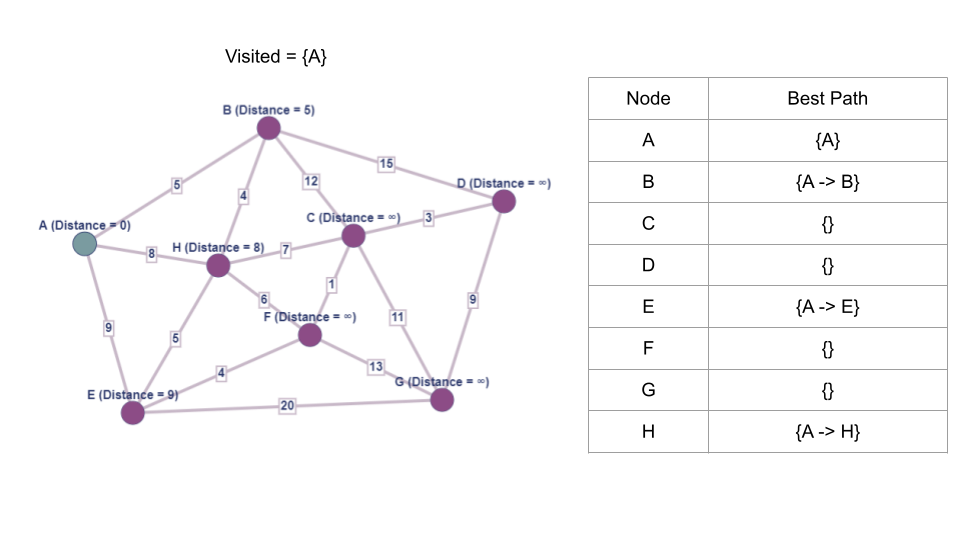 Visited = {A}
B (Distance = 5)
15
12
5
4
D (Distance = ∞)
C (Distance = ∞)
3
A (Distance = 0)
H (Distance = 8)
8
7
1
6
9
F (Distance = ∞)
11
9
5
13
4
G (Distance = ∞)
E (Distance = 9)
20
Node Best Path
A {A}
B {A -> B}
C {}
D {}
E {A -> E}
F {}
G {}
H {A -> H}